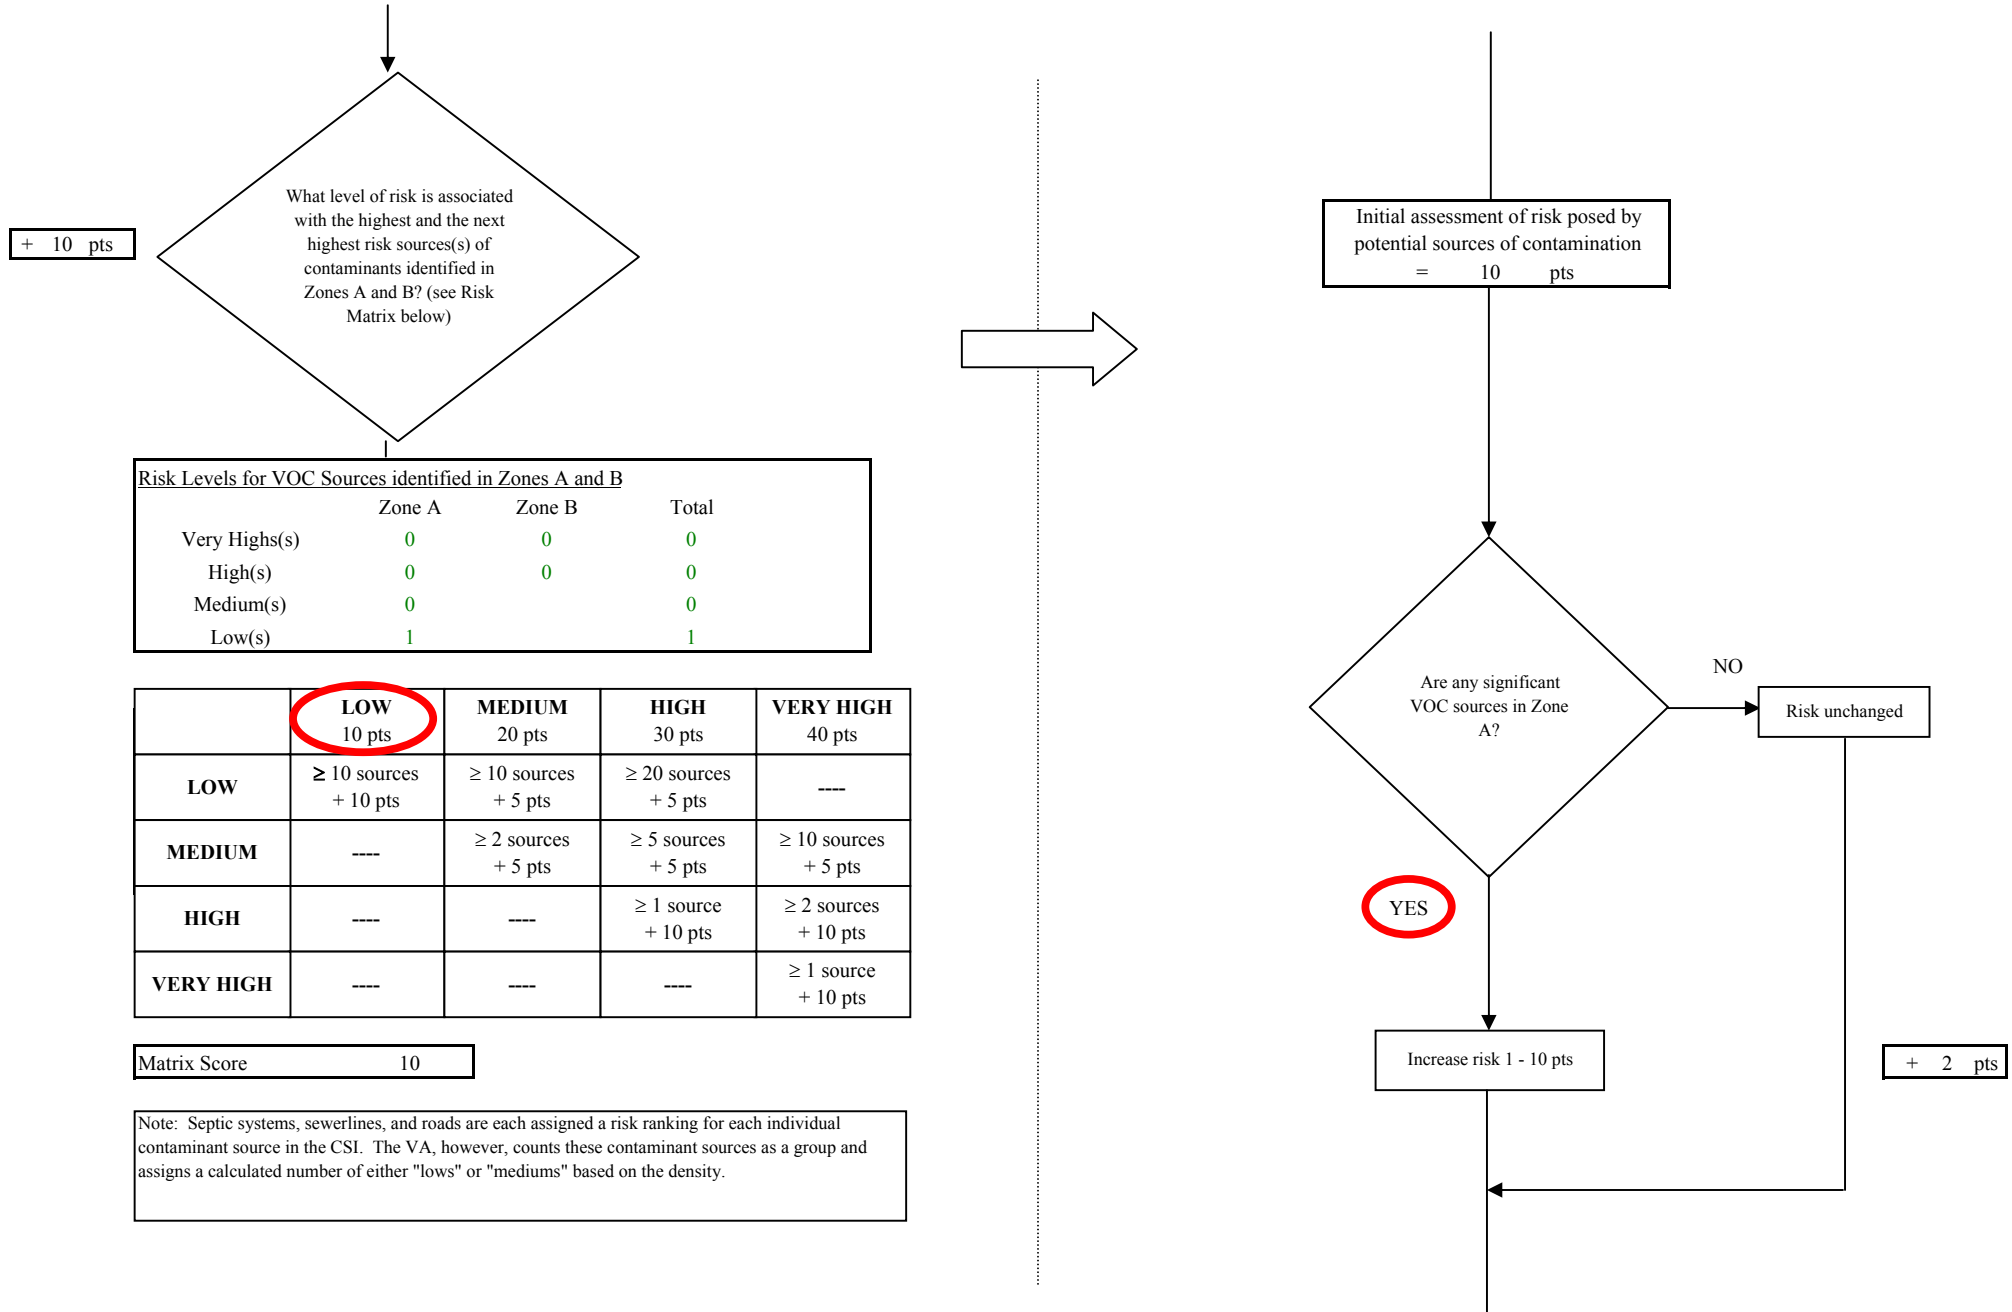 + 10 pts
What level of risk is associated
with the highest and the next
highest risk sources(s) of
contaminants identified in
Zones A and B? (see Risk
Matrix below)
Risk Levels for VOC Sources identified in Zones A and B
Zone A Zone B Total
Very Highs(s) 0 0 0
High(s) 0 0 0
Medium(s) 0 0
Low(s) 1 1
LOW MEDIUM HIGH VERY HIGH
10 pts 20 pts 30 pts 40 pts
LOW ≥ 10 sources ≥ 10 sources ≥ 20 sources ----
+ 10 pts + 5 pts + 5 pts
MEDIUM ---- ≥ 2 sources ≥ 5 sources ≥ 10 sources
+ 5 pts + 5 pts + 5 pts
HIGH ---- ---- ≥ 1 source ≥ 2 sources
+ 10 pts + 10 pts
VERY HIGH ---- ---- ---- ≥ 1 source
+ 10 pts
Matrix Score 10
Note: Septic systems, sewerlines, and roads are each assigned a risk ranking for each individual
contaminant source in the CSI. The VA, however, counts these contaminant sources as a group and
assigns a calculated number of either "lows" or "mediums" based on the density.
Initial assessment of risk posed by
potential sources of contamination
= 10 pts
Are any significant
VOC sources in Zone
A?
NO
Risk unchanged
YES
Increase risk 1 - 10 pts
+ 2 pts